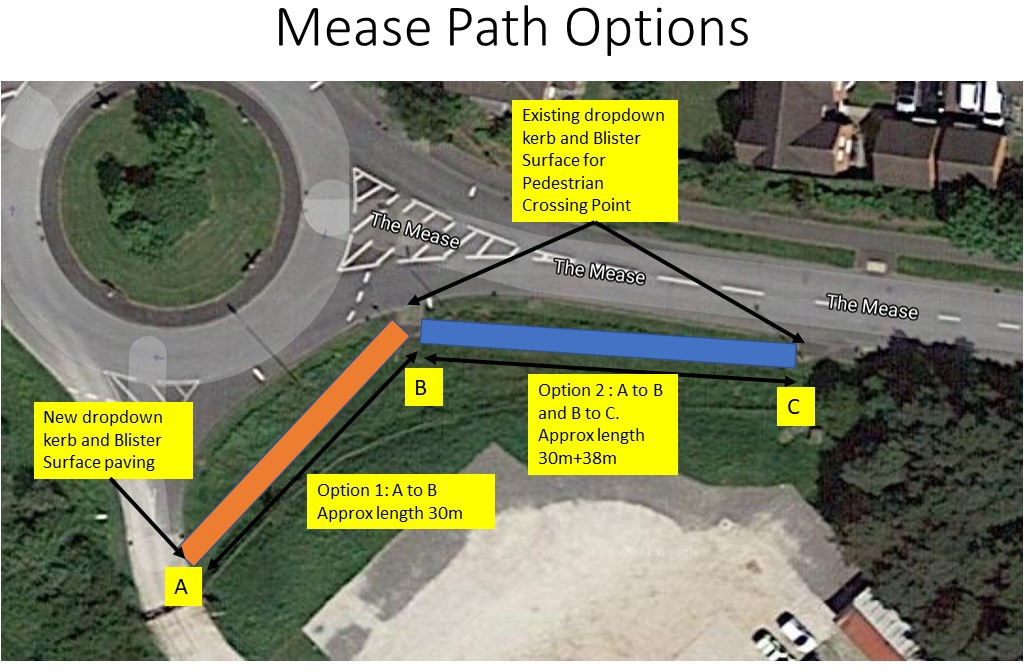 Mease Path Options
Existing dropdown
kerb and Blister
Surface for
Pedestrian
Crossing Point
The Mease
The Mease
The Mease
B
C
Option 2 : A to B
and B to C.
Approx length
30m+38m
New dropdown
kerb and Blister
Surface paving
Option 1: A to B
Approx length 30m
A